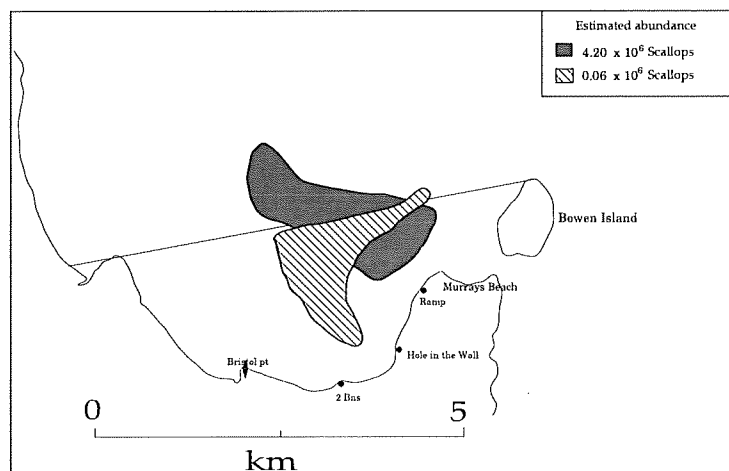 Estimated abundance
4.20 x 10⁶ Scallops
0.06 x 10⁶ Scallops
Bowen Island
Murrays Beach
Ramp
Hole in the Wall
Bristol pt
2 Bns
0 5
km